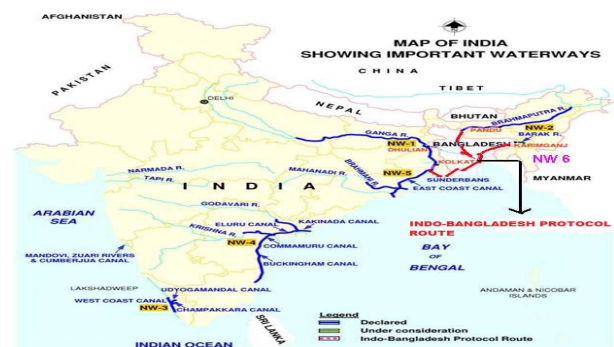 AFGHANISTAN
MAP OF INDIA
SHOWING IMPORTANT WATERWAYS
CHINA
PAKISTAN
TIBET
DELHI
NEPAL
BHUTAN
BRAHMAPUTRA R.
NW-2
PANDU
GANGA R.
NW-1
DHULIAN
BANGLADESH
BARAK R.
KARIMGANJ
KOLKAT
NW 6
NARMADA R.
TAPI R.
MAHANADI R.
BRAHMANI R.
NW-5
SUNDERBANS
EAST COAST CANAL
MYANMAR
INDIA
GODAVARI R.
ARABIAN
SEA
ELURU CANAL
KAKINADA CANAL
KRISHNA R.
NW-4
COMMAMURU CANAL
BUCKINGHAM CANAL
INDO-BANGLADESH PROTOCOL
ROUTE
BAY
OF
BENGAL
MANDOVI, ZUARI RIVERS
& CUMBERJUA CANAL
LAKSHADWEEP
UDYOGAMANDAL CANAL
WEST COAST CANAL
NW-3
CHAMPAKKARA CANAL
ANDAMAN & NICOBAR
ISLANDS
SRI LANKA
INDIAN OCEAN
Legend
Declared
Under consideration
Indo-Bangladesh Protocol Route